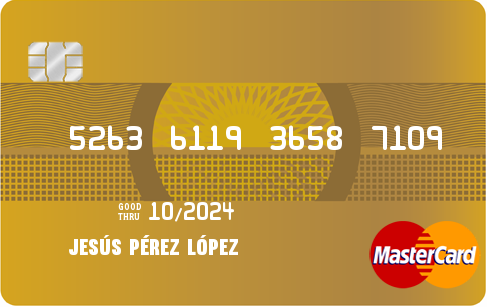 5263 6119 3658 7109
GOOD
THRU 10/2024
JESÚS PÉREZ LÓPEZ
MasterCard